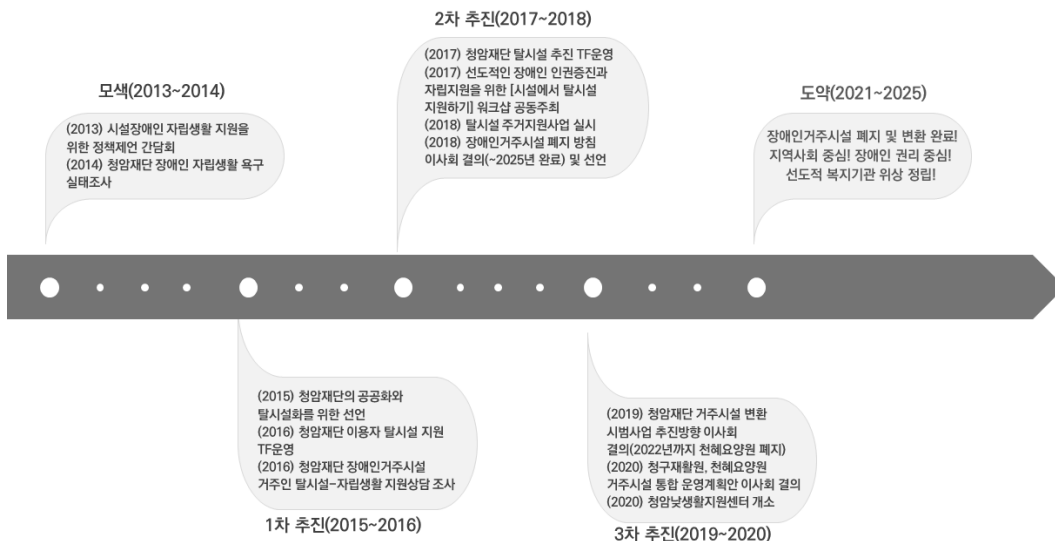 모색(2013~2014)
(2013) 시설장애인 자립생활 지원을
위한 정책제언 간담회
(2014) 청암재단 장애인 자립생활 욕구
실태조사
1차 추진(2015~2016)
(2015) 청암재단의 공공화와
탈시설화를 위한 선언
(2016) 청암재단 이용자 탈시설 지원
TF운영
(2016) 청암재단 장애인거주시설
거주인 탈시설-자립생활 지원상담 조사
2차 추진(2017~2018)
(2017) 청암재단 탈시설 추진 TF운영
(2017) 선도적인 장애인 인권증진과
자립지원을 위한 [시설에서 탈시설
지원하기] 워크샵 공동주최
(2018) 탈시설 주거지원사업 실시
(2018) 장애인거주시설 폐지 방침
이사회 결의(~2025년 완료) 및 선언
3차 추진(2019~2020)
(2019) 청암재단 거주시설 변환
시범사업 추진방향 이사회
결의(2022년까지 천혜요양원 폐지)
(2020) 청구재활원, 천혜요양원
거주시설 통합 운영계획안 이사회 결의
(2020) 청암낮생활지원센터 개소
도약(2021~2025)
장애인거주시설 폐지 및 변환 완료!
지역사회 중심! 장애인 권리 중심!
선도적 복지기관 위상 정립!